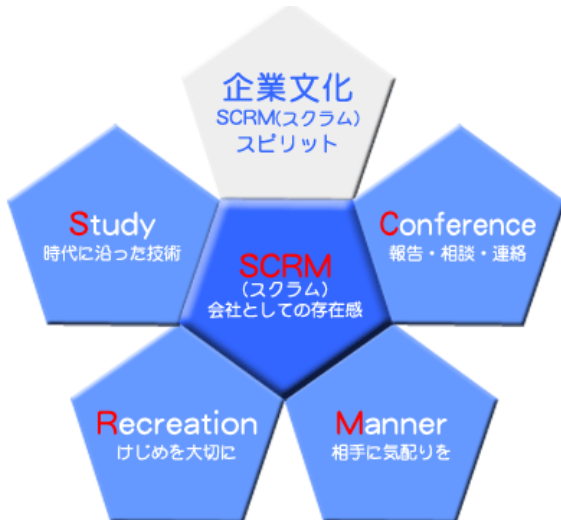 企業文化
SCRM(スクラム)
スピリット
Study
時代に沿った技術
Conference
報告・相談・連絡
SCRM
(スクラム)
会社としての存在感
Recreation
けじめを大切に
Manner
相手に気配りを